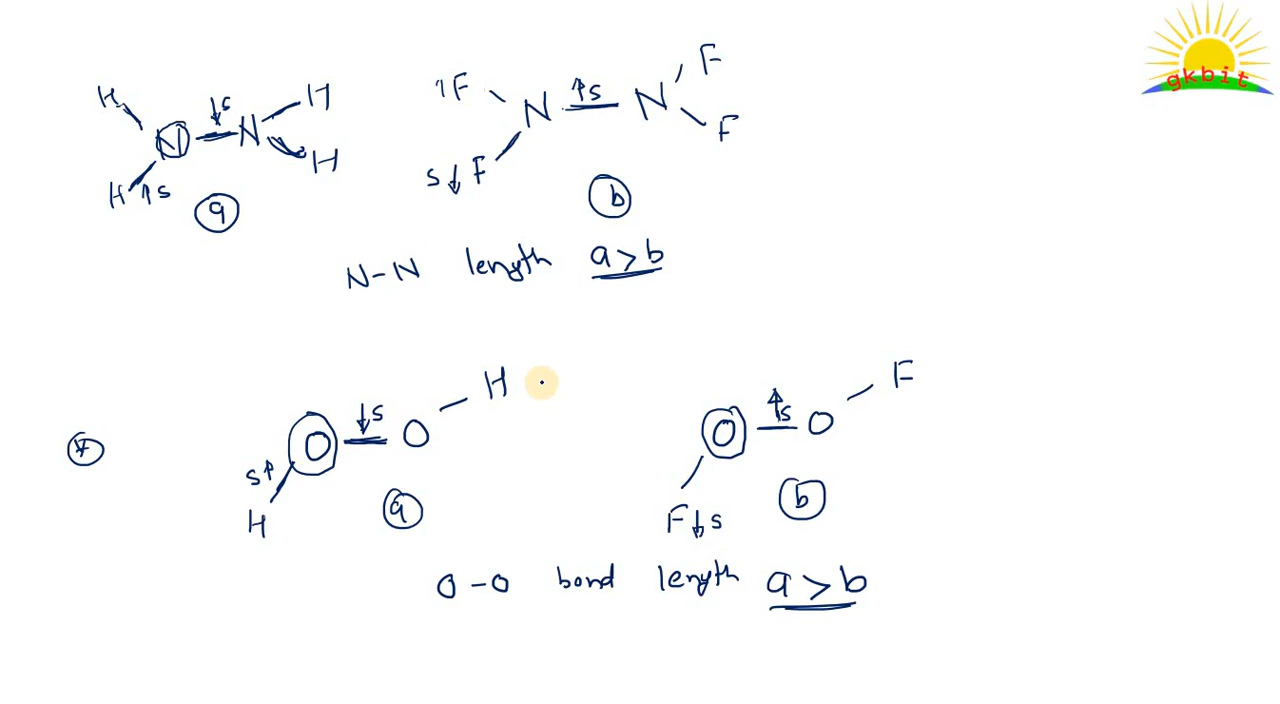 gkbit
H N ↓s N H
H ↑s H
ⓐ
↑F N ↑s N F
s↓ F F
ⓑ
N-N length a>b
*
H O ↓s O H
s↑
ⓐ
O ↑s O F
F↓s
ⓑ
O-O bond length a>b